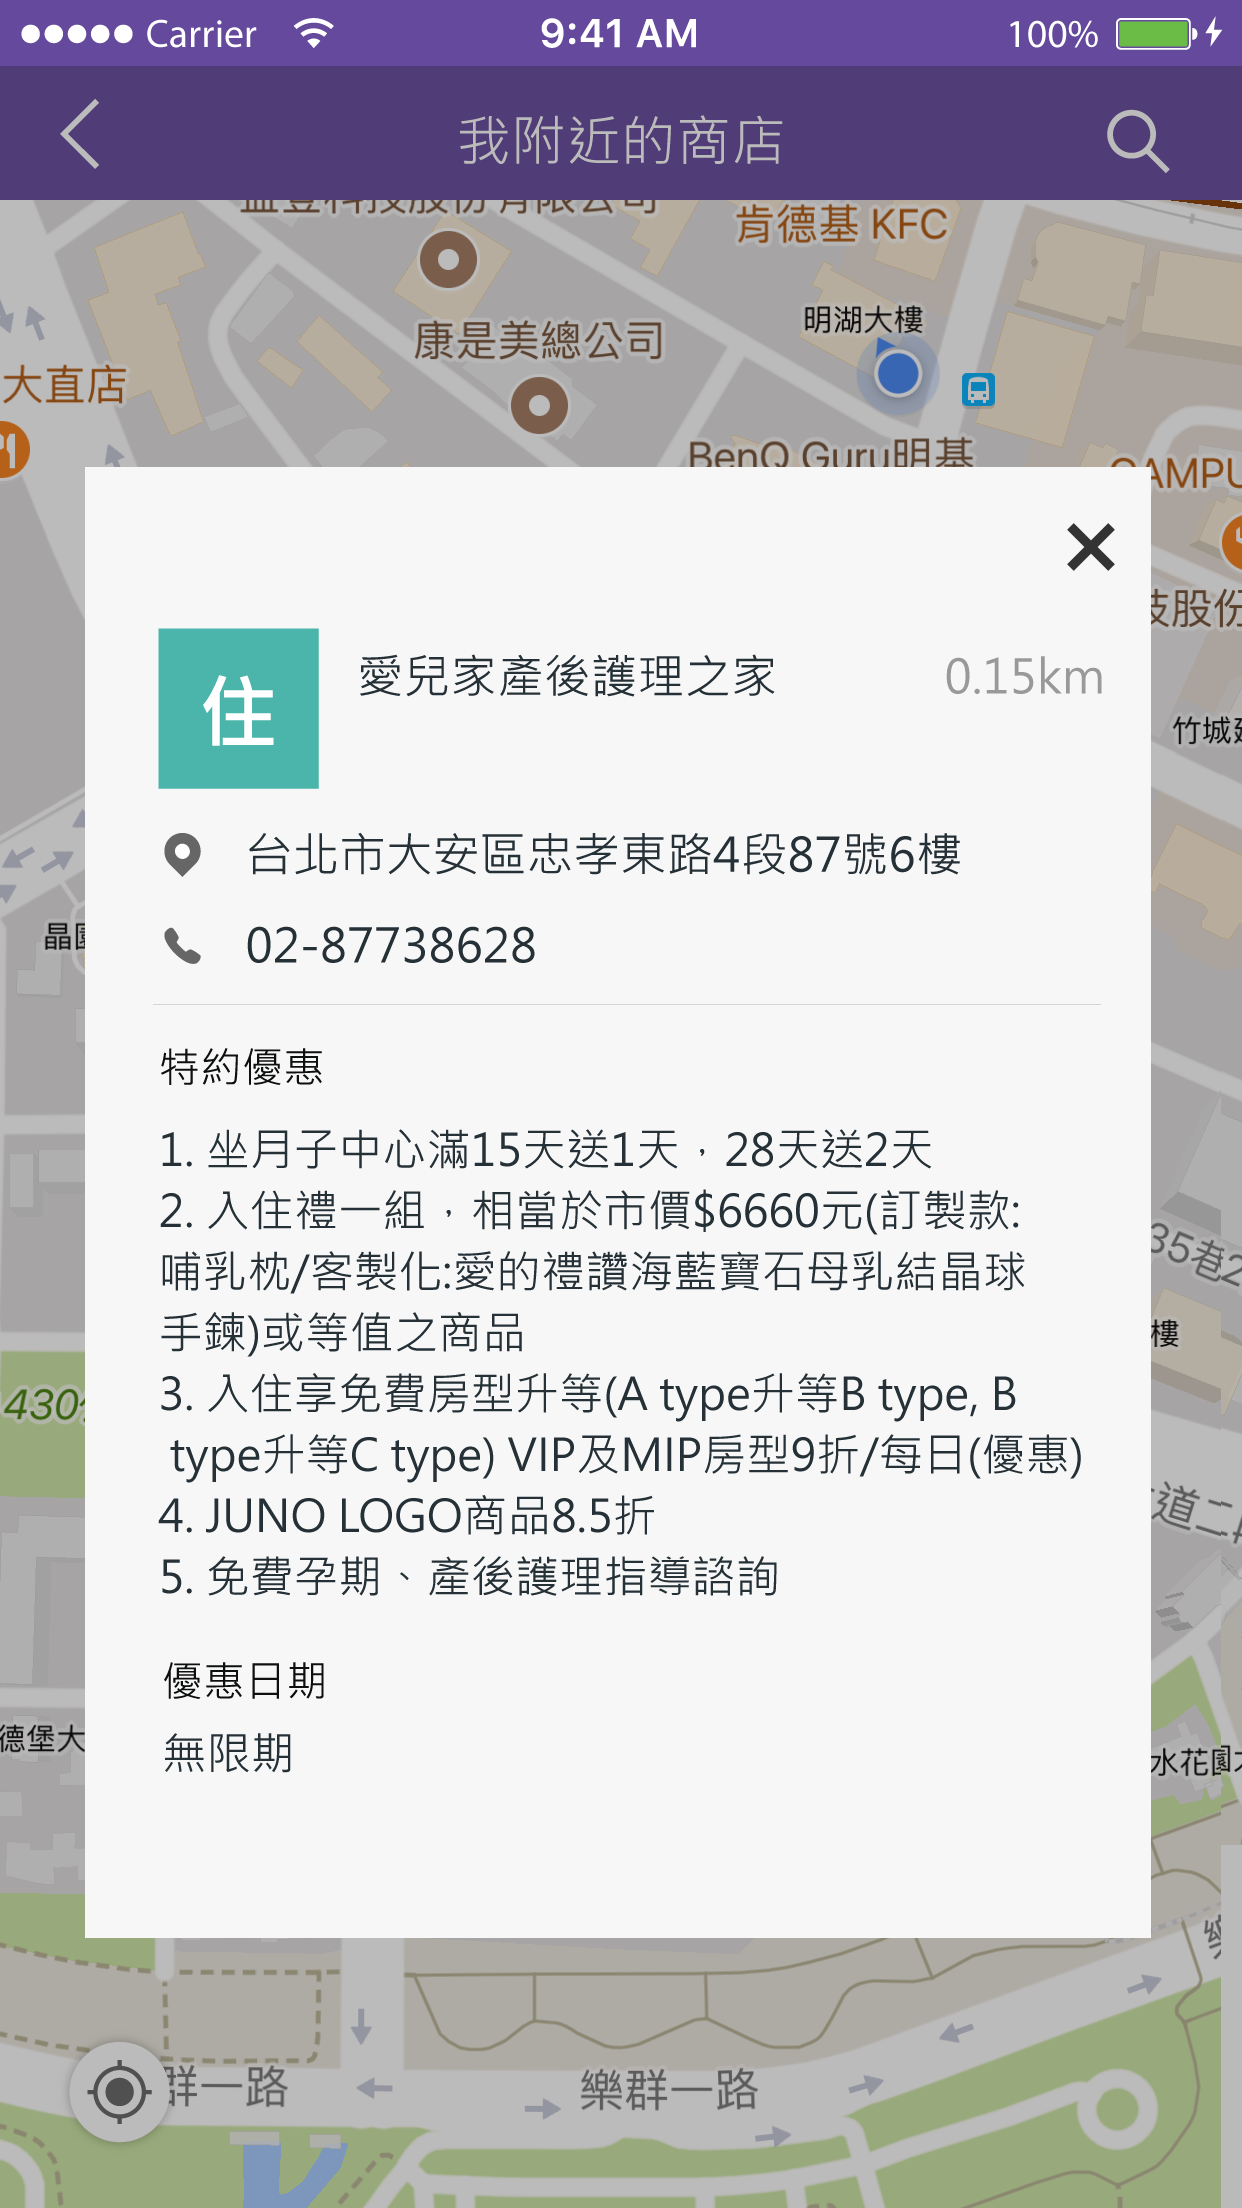 Carrier
9:41 AM
100%
我附近的商店
肯德基 KFC
明湖大樓
康是美總公司
大直店
BenQ Guru明基
愛兒家產後護理之家
0.15km
住
竹城
台北市大安區忠孝東路4段87號6樓
02-87738628
特約優惠
1. 坐月子中心滿15天送1天，28天送2天
2. 入住禮一組，相當於市價$6660元(訂製款:
哺乳枕/客製化:愛的禮讚海藍寶石母乳結晶球
手鍊)或等值之商品
3. 入住享免費房型升等(A type升等B type, B
type升等C type) VIP及MIP房型9折/每日(優惠)
4. JUNO LOGO商品8.5折
5. 免費孕期、產後護理指導諮詢
優惠日期
無限期
樓
430
德堡大
水花園
群一路
樂群一路